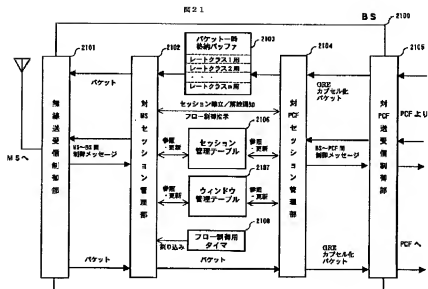 図21
BS
2100
2101
2102
2103
2104
2105
パケット一時
格納バッファ
レートクラス1用
レートクラス2用
レートクラスn用
パケット
パケット
GRE
カプセル化
パケット
PCFより
セッション確立/解放通知
フロー制御指示
2106
無線送受信制御部
対MSセッション管理部
対PCFセッション管理部
対PCF送受信制御部
MSへ
MS~BS間
制御メッセージ
参照
・更新
セッション
管理テーブル
参照
・更新
BS~PCF間
制御メッセージ
2107
参照
・更新
ウィンドウ
管理テーブル
参照
・更新
2108
フロー制御用
タイマ
割り込み
パケット
パケット
GRE
カプセル化
パケット
PCFへ